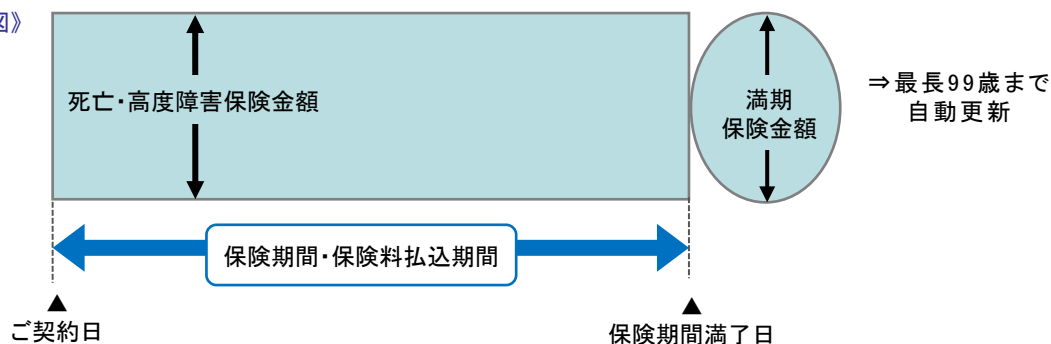 図》
死亡・高度障害保険金額
満期
保険金額
⇒最長99歳まで
自動更新
保険期間・保険料払込期間
▲
ご契約日
▲
保険期間満了日